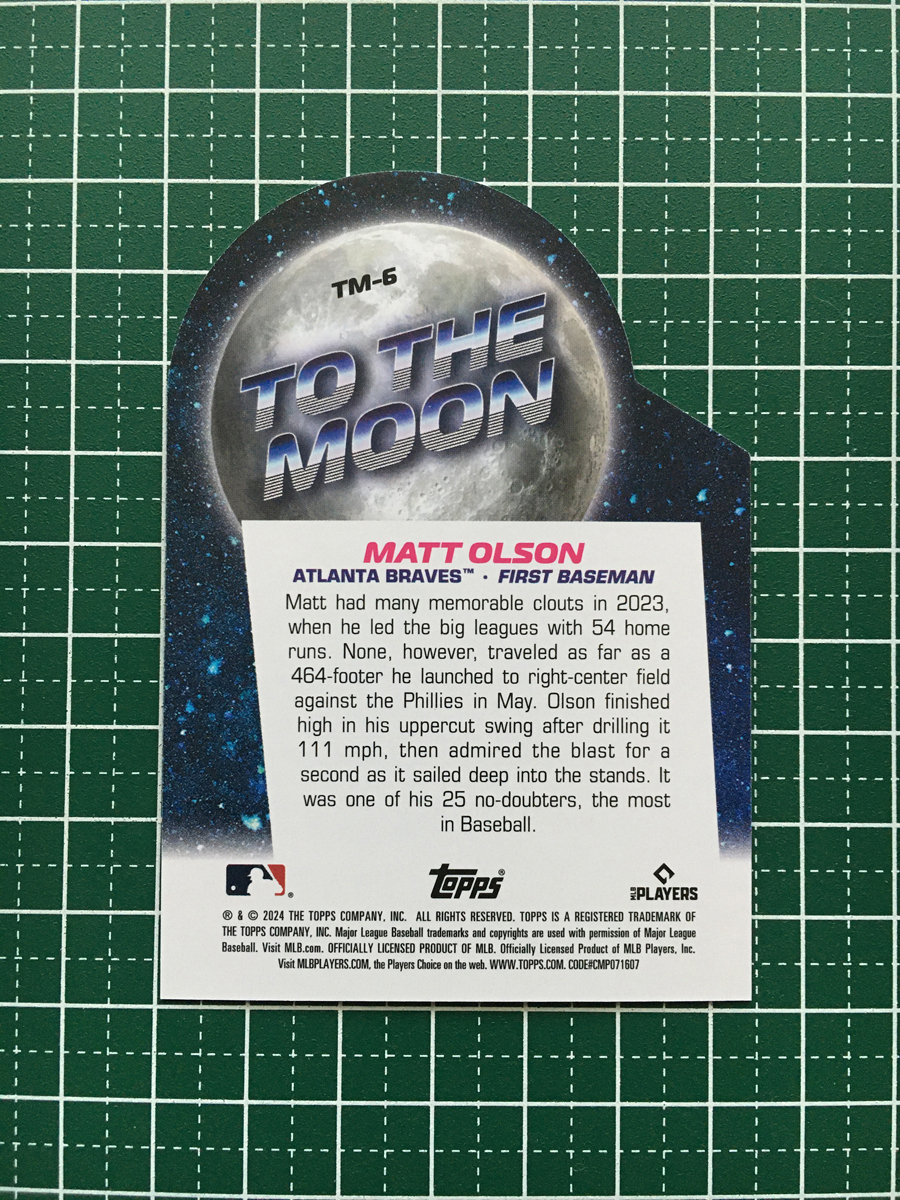 TM-6
TO THE
MOON
MATT OLSON
ATLANTA BRAVES™ · FIRST BASEMAN
Matt had many memorable clouts in 2023,
when he led the big leagues with 54 home
runs. None, however, traveled as far as a
464-footer he launched to right-center field
against the Phillies in May. Olson finished
high in his uppercut swing after drilling it
111 mph, then admired the blast for a
second as it sailed deep into the stands. It
was one of his 25 no-doubters, the most
in Baseball.
®
topps®
MLB PLAYERS
® & © 2024 THE TOPPS COMPANY, INC. ALL RIGHTS RESERVED. TOPPS IS A REGISTERED TRADEMARK OF
THE TOPPS COMPANY, INC. Major League Baseball trademarks and copyrights are used with permission of Major League
Baseball. Visit MLB.com. OFFICIALLY LICENSED PRODUCT OF MLB. Officially Licensed Product of MLB Players, Inc.
Visit MLBPLAYERS.COM, the Players Choice on the web. WWW.TOPPS.COM. CODE#CMP071607